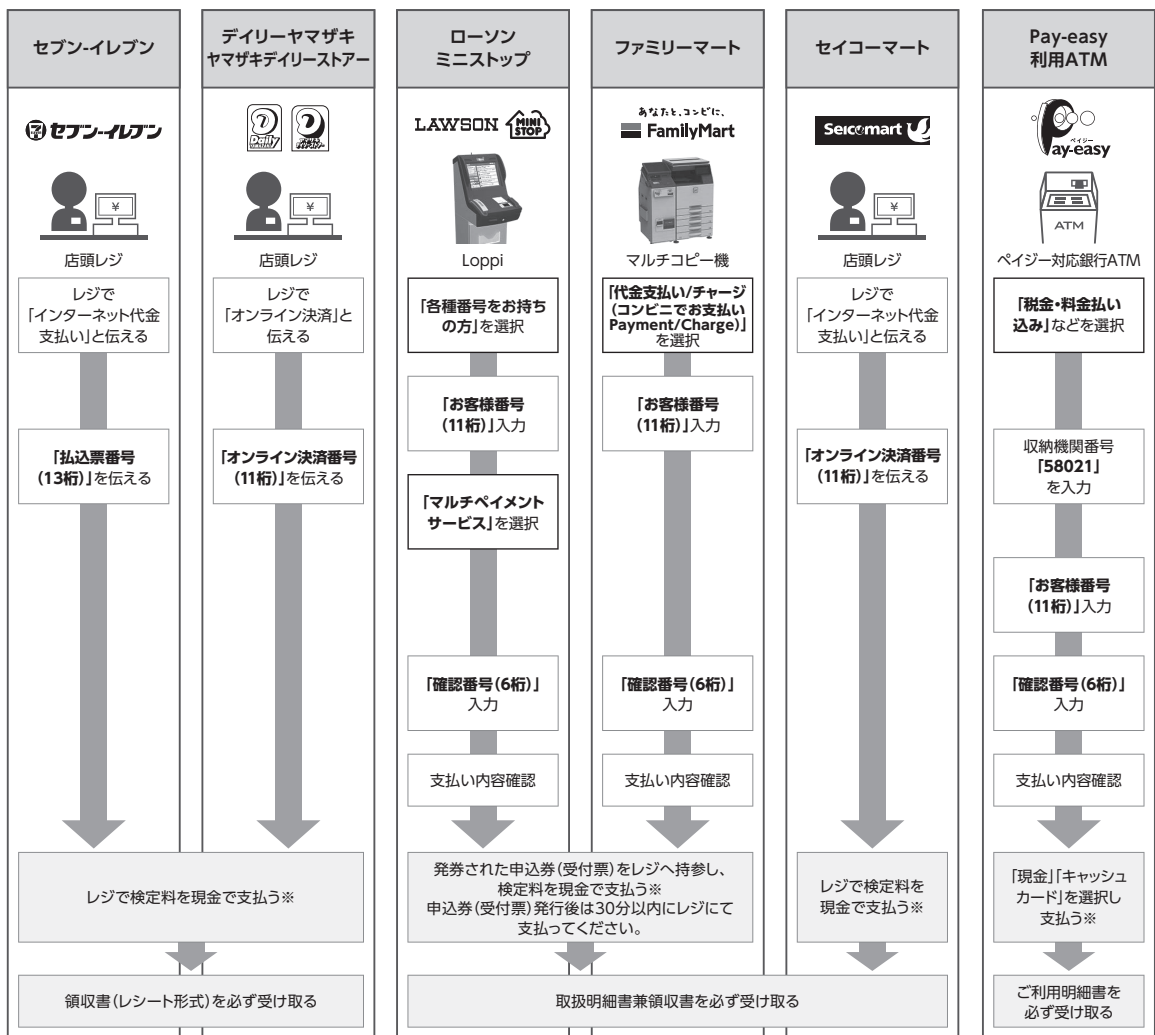 セブン-イレブン
セブン-イレブン
店頭レジ
レジで
「インターネット代金
支払い」と伝える
「払込票番号
(13桁)」を伝える
デイリーヤマザキ
ヤマザキデイリーストアー
Daily
店頭レジ
レジで
「オンライン決済」と
伝える
「オンライン決済番号
(11桁)」を伝える
レジで検定料を現金で支払う※
領収書(レシート形式)を必ず受け取る
ローソン
ミニストップ
LAWSON
MINI
STOP
Loppi
「各種番号をお持ち
の方」を選択
「お客様番号
(11桁)」入力
「マルチペイメント
サービス」を選択
「確認番号(6桁)」
入力
支払い内容確認
ファミリーマート
あなたと、コンビに、
FamilyMart
マルチコピー機
「代金支払い/チャージ
(コンビニでお支払い
Payment/Charge)」
を選択
「お客様番号
(11桁)」入力
「確認番号(6桁)」
入力
支払い内容確認
発券された申込券(受付票)をレジへ持参し、
検定料を現金で支払う※
申込券(受付票)発行後は30分以内にレジにて
支払ってください。
セイコーマート
Seicomart
店頭レジ
レジで
「インターネット代金
支払い」と伝える
「オンライン決済番号
(11桁)」を伝える
レジで検定料を
現金で支払う※
取扱明細書兼領収書を必ず受け取る
Pay-easy
利用ATM
ペイジー
Pay-easy
ATM
ペイジー対応銀行ATM
「税金・料金払い
込み」などを選択
収納機関番号
「58021」
を入力
「お客様番号
(11桁)」入力
「確認番号(6桁)」
入力
支払い内容確認
「現金」「キャッシュ
カード」を選択し
支払う※
ご利用明細書を
必ず受け取る